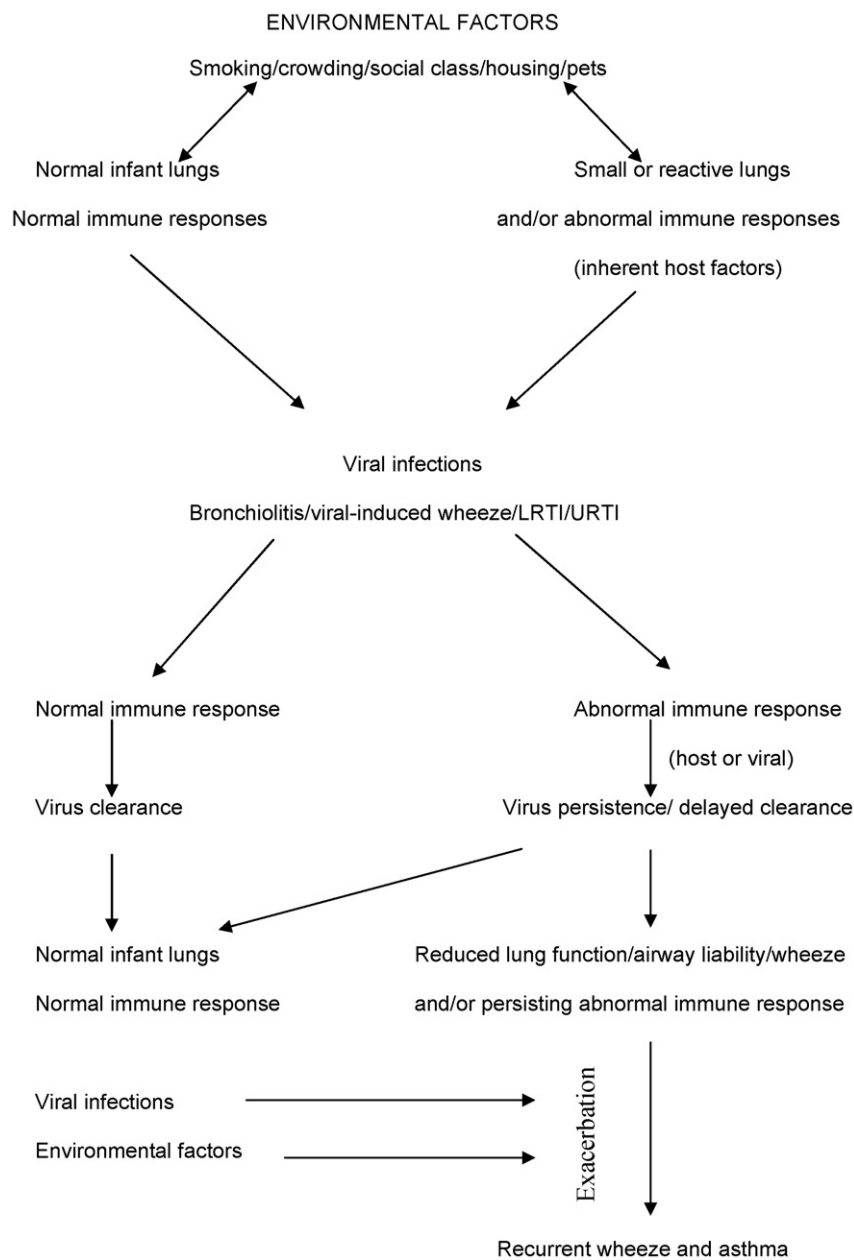 ENVIRONMENTAL FACTORS
Smoking/crowding/social class/housing/pets
Normal infant lungs
Normal immune responses
Small or reactive lungs
and/or abnormal immune responses
(inherent host factors)
Viral infections
Bronchiolitis/viral-induced wheeze/LRTI/URTI
Normal immune response
Abnormal immune response
(host or viral)
Virus clearance
Virus persistence/ delayed clearance
Normal infant lungs
Normal immune response
Reduced lung function/airway liability/wheeze
and/or persisting abnormal immune response
Viral infections
Environmental factors
Exacerbation
Recurrent wheeze and asthma